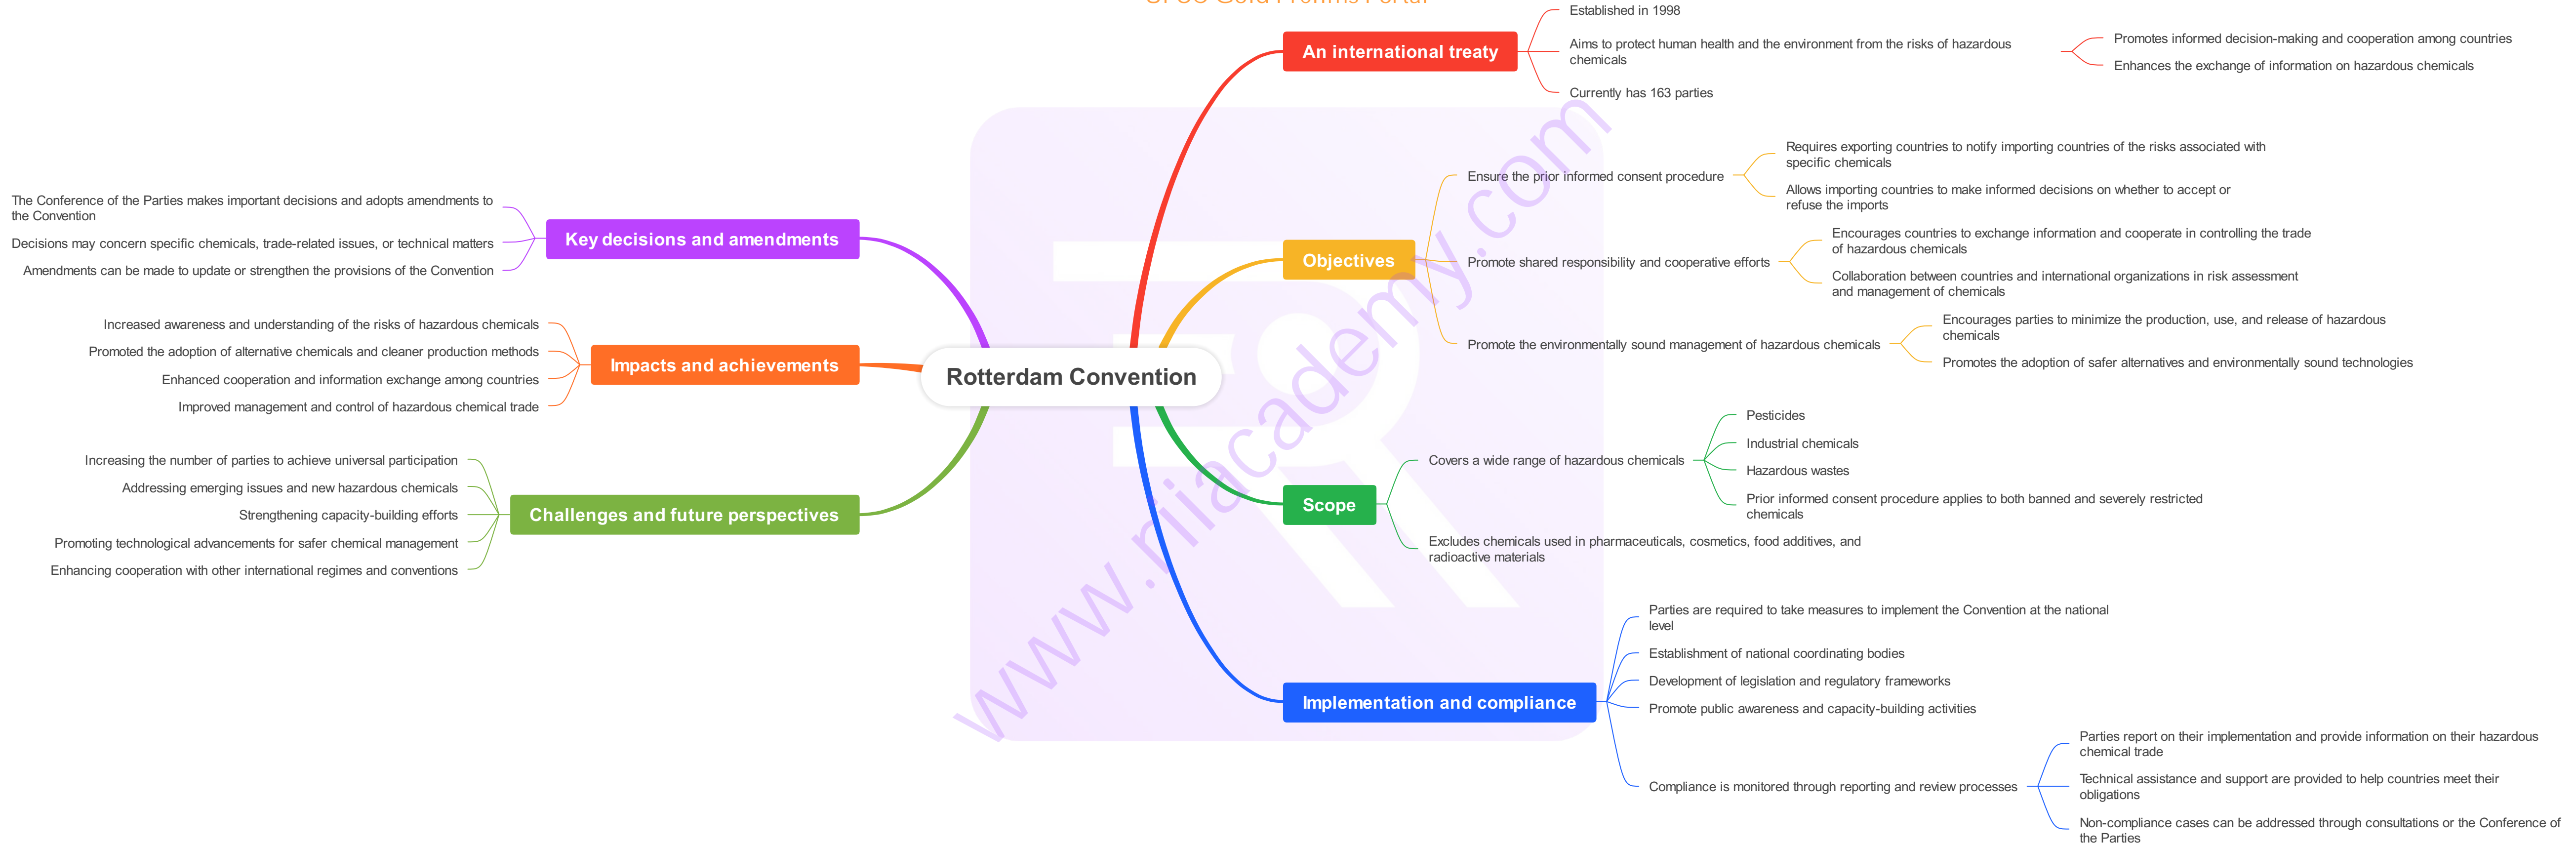 Rotterdam Convention
An international treaty
Established in 1998
Aims to protect human health and the environment from the risks of hazardous
chemicals
Promotes informed decision-making and cooperation among countries
Enhances the exchange of information on hazardous chemicals
Currently has 163 parties
Objectives
Ensure the prior informed consent procedure
Requires exporting countries to notify importing countries of the risks associated with
specific chemicals
Allows importing countries to make informed decisions on whether to accept or
refuse the imports
Promote shared responsibility and cooperative efforts
Encourages countries to exchange information and cooperate in controlling the trade
of hazardous chemicals
Collaboration between countries and international organizations in risk assessment
and management of chemicals
Promote the environmentally sound management of hazardous chemicals
Encourages parties to minimize the production, use, and release of hazardous
chemicals
Promotes the adoption of safer alternatives and environmentally sound technologies
Scope
Covers a wide range of hazardous chemicals
Pesticides
Industrial chemicals
Hazardous wastes
Prior informed consent procedure applies to both banned and severely restricted
chemicals
Excludes chemicals used in pharmaceuticals, cosmetics, food additives, and
radioactive materials
Implementation and compliance
Parties are required to take measures to implement the Convention at the national
level
Establishment of national coordinating bodies
Development of legislation and regulatory frameworks
Promote public awareness and capacity-building activities
Compliance is monitored through reporting and review processes
Parties report on their implementation and provide information on their hazardous
chemical trade
Technical assistance and support are provided to help countries meet their
obligations
Non-compliance cases can be addressed through consultations or the Conference of
the Parties
Key decisions and amendments
The Conference of the Parties makes important decisions and adopts amendments to
the Convention
Decisions may concern specific chemicals, trade-related issues, or technical matters
Amendments can be made to update or strengthen the provisions of the Convention
Impacts and achievements
Increased awareness and understanding of the risks of hazardous chemicals
Promoted the adoption of alternative chemicals and cleaner production methods
Enhanced cooperation and information exchange among countries
Improved management and control of hazardous chemical trade
Challenges and future perspectives
Increasing the number of parties to achieve universal participation
Addressing emerging issues and new hazardous chemicals
Strengthening capacity-building efforts
Promoting technological advancements for safer chemical management
Enhancing cooperation with other international regimes and conventions